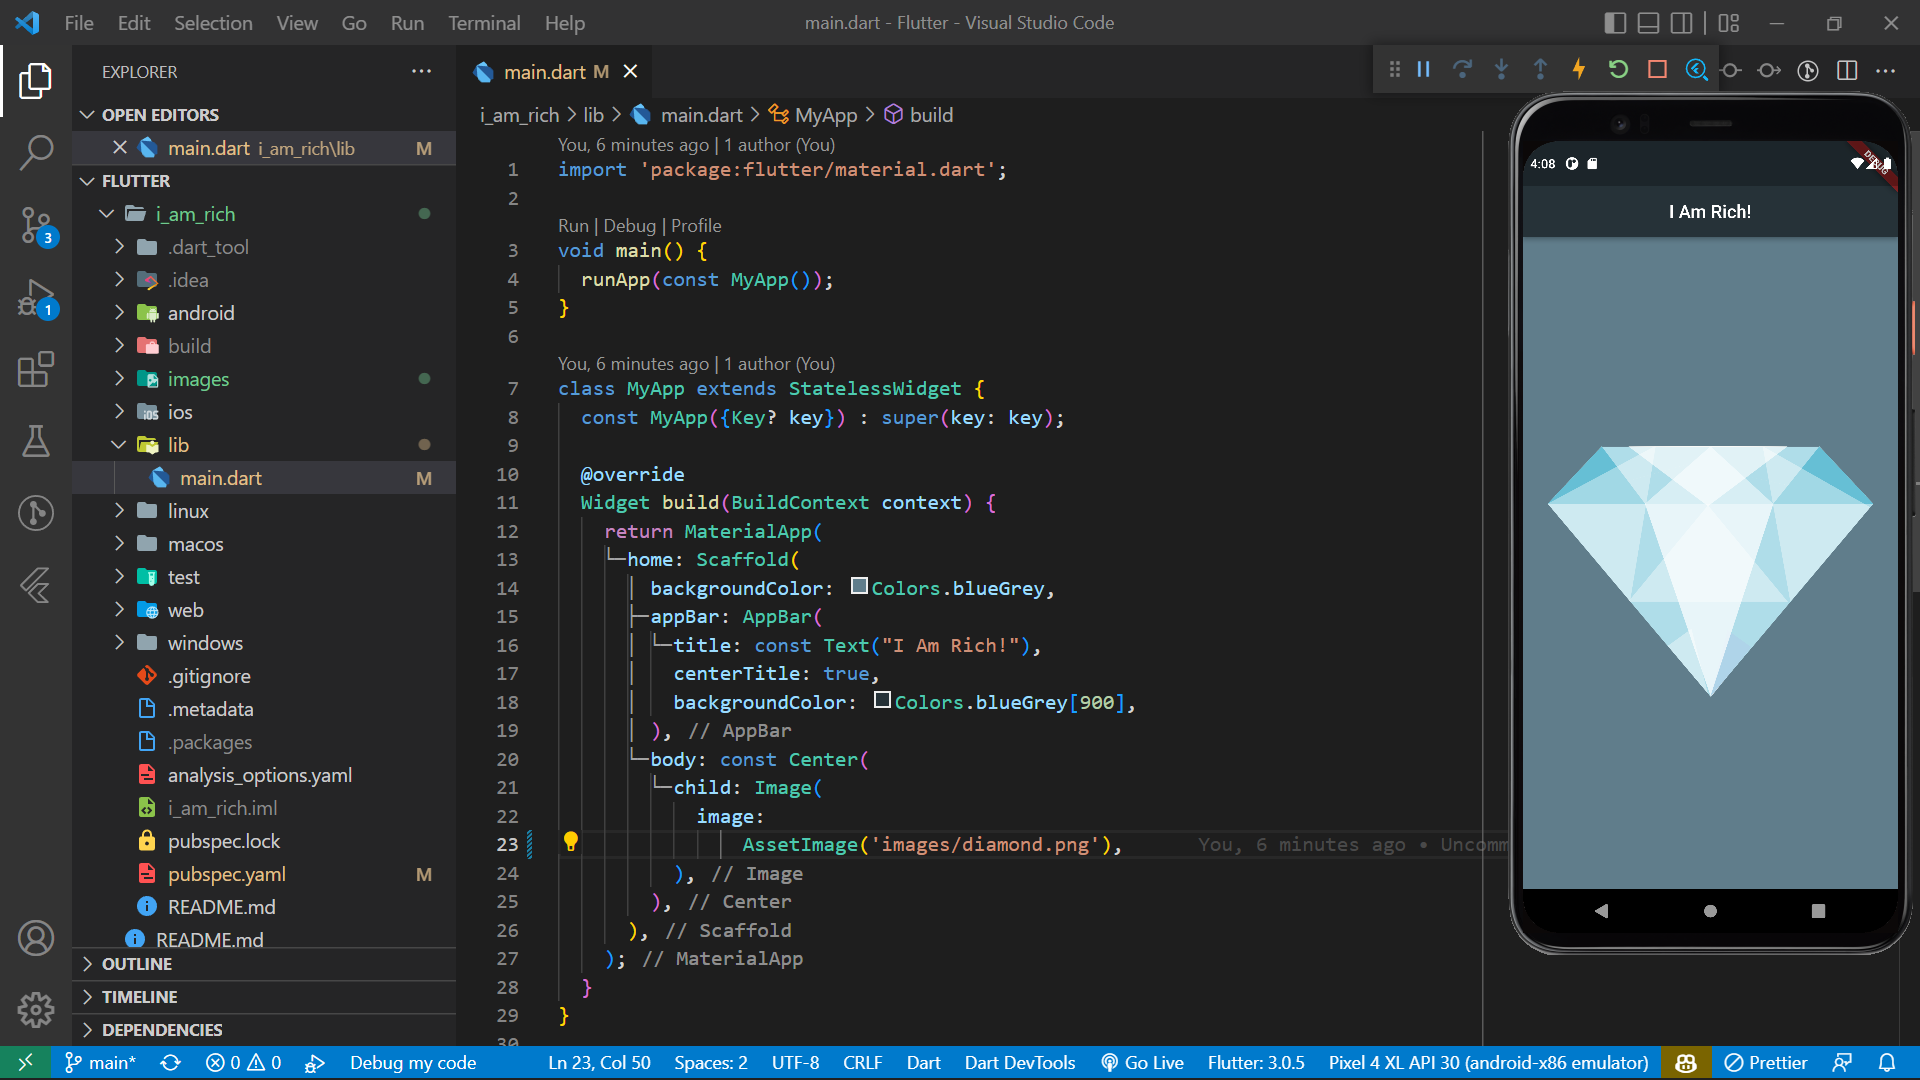 File Edit Selection View Go Run Terminal Help
main.dart - Flutter - Visual Studio Code
EXPLORER
OPEN EDITORS
main.dart i_am_rich\lib M
FLUTTER
i_am_rich
.dart_tool
.idea
android
build
images
ios
lib
main.dart M
linux
macos
test
web
windows
.gitignore
.metadata
.packages
analysis_options.yaml
i_am_rich.iml
pubspec.lock
pubspec.yaml M
README.md
README.md
OUTLINE
TIMELINE
DEPENDENCIES
3
1
main.dart M
i_am_rich > lib > main.dart > MyApp > build
You, 6 minutes ago | 1 author (You)
1 import 'package:flutter/material.dart';
2
Run | Debug | Profile
3 void main() {
4 runApp(const MyApp());
5 }
6
You, 6 minutes ago | 1 author (You)
7 class MyApp extends StatelessWidget {
8 const MyApp({Key? key}) : super(key: key);
9
10 @override
11 Widget build(BuildContext context) {
12 return MaterialApp(
13 home: Scaffold(
14 backgroundColor: Colors.blueGrey,
15 appBar: AppBar(
16 title: const Text("I Am Rich!"),
17 centerTitle: true,
18 backgroundColor: Colors.blueGrey[900],
19 ), // AppBar
20 body: const Center(
21 child: Image(
22 image:
23 AssetImage('images/diamond.png'), You, 6 minutes ago • Uncomm
24 ), // Image
25 ), // Center
26 ), // Scaffold
27 ); // MaterialApp
28 }
29 }
30
4:08
DEBUG
I Am Rich!
main* 0 0 Debug my code Ln 23, Col 50 Spaces: 2 UTF-8 CRLF Dart Dart DevTools Go Live Flutter: 3.0.5 Pixel 4 XL API 30 (android-x86 emulator) Prettier